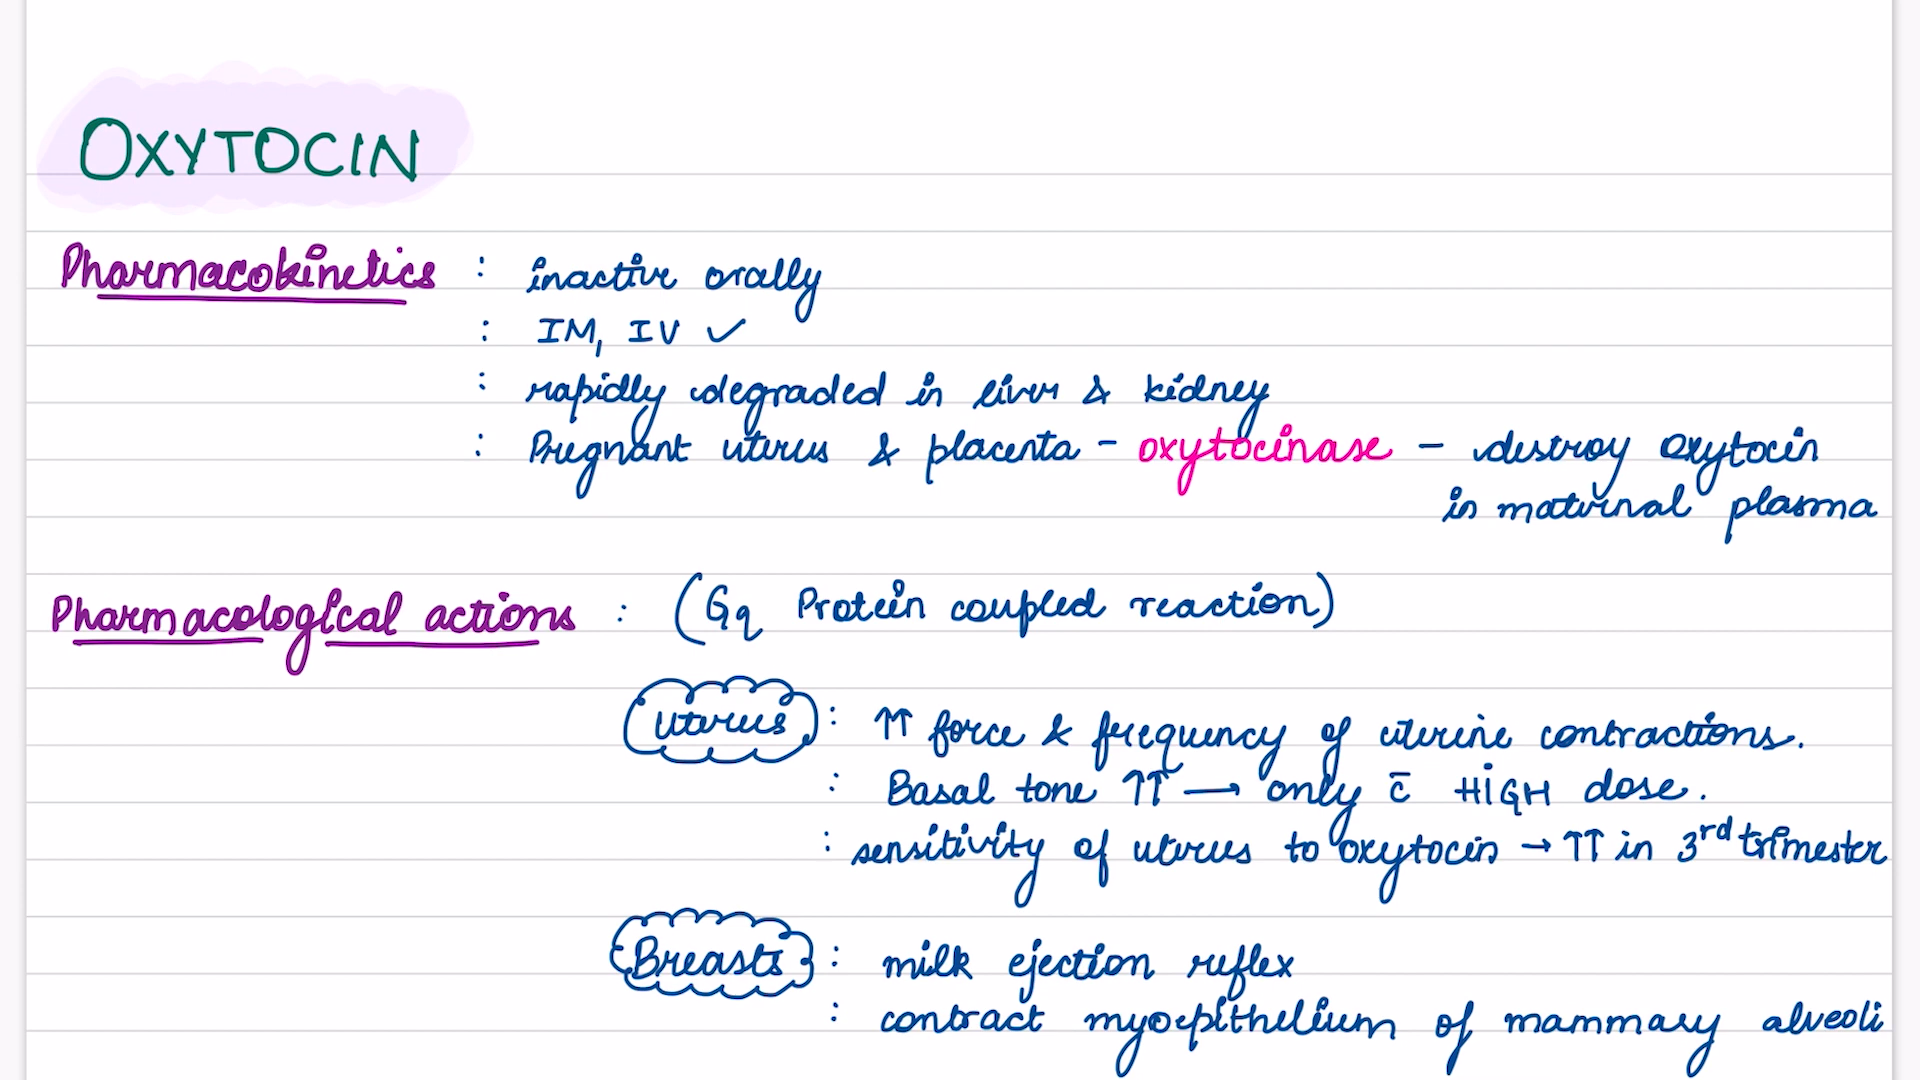 OXYTOCIN
Pharmacokinetics : inactive orally
: IM, IV ✓
: rapidly degraded in liver & kidney
: Pregnant uterus & placenta - oxytocinase - destroy oxytocin
in maternal plasma
Pharmacological actions : (Gq Protein coupled reaction)
Uterus : ↑↑ force & frequency of uterine contractions.
: Basal tone ↑↑ → only c̄ HIGH dose.
: sensitivity of uterus to oxytocin → ↑↑ in 3rd trimester
Breasts : milk ejection reflex
: contract myoepithelium of mammary alveoli